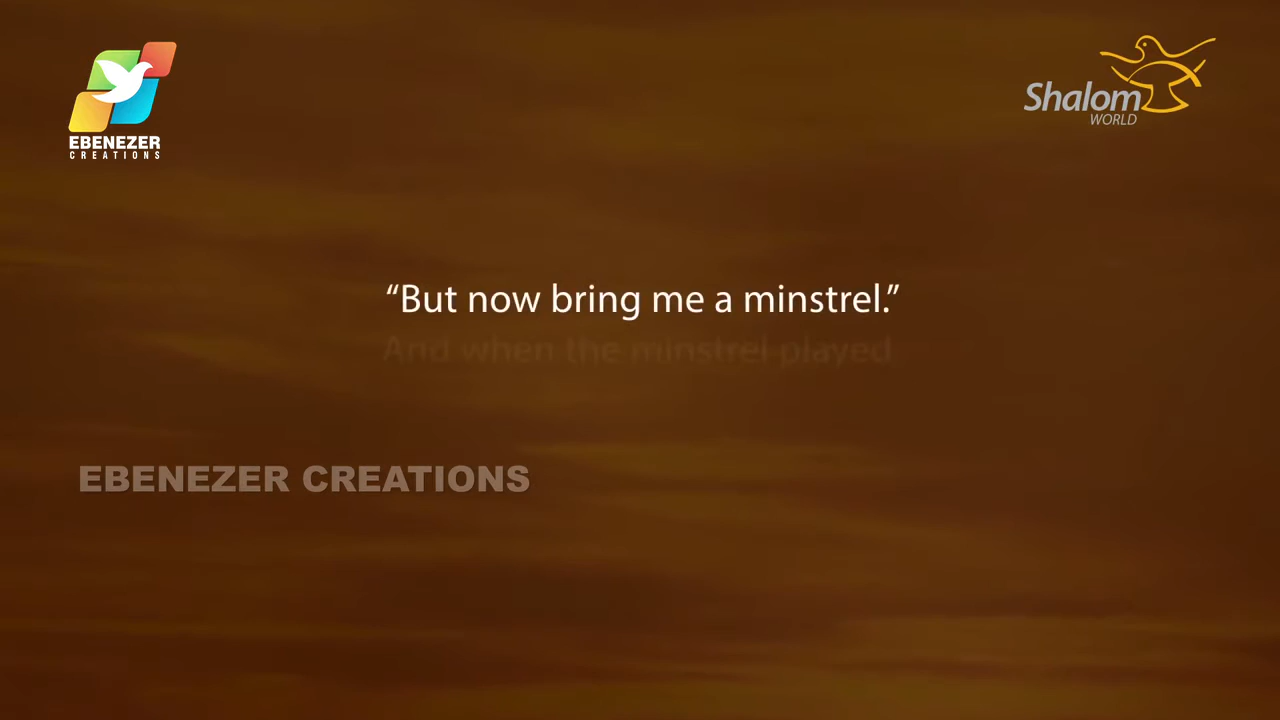 EBENEZER
CREATIONS
Shalom
WORLD
“But now bring me a minstrel.”
And when the minstrel played
EBENEZER CREATIONS